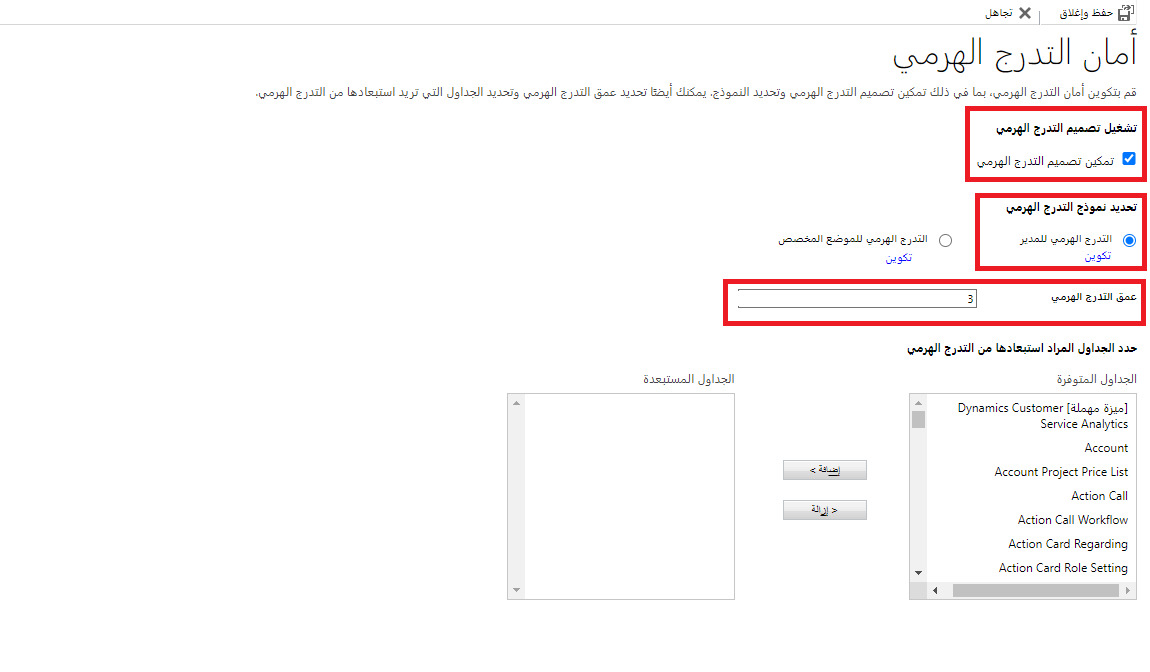 حفظ وإغلاق
تجاهل
أمان التدرج الهرمي
قم بتكوين أمان التدرج الهرمي، بما في ذلك تمكين تصميم التدرج الهرمي وتحديد النموذج. يمكنك أيضًا تحديد عمق التدرج الهرمي وتحديد الجداول التي تريد استبعادها من التدرج الهرمي.
تشغيل تصميم التدرج الهرمي
تمكين تصميم التدرج الهرمي
تحديد نموذج التدرج الهرمي
التدرج الهرمي للمدير
تكوين
التدرج الهرمي للموضع المخصص
تكوين
عمق التدرج الهرمي
3
حدد الجداول المراد استبعادها من التدرج الهرمي
الجداول المتوفرة
[ميزة مهملة] Dynamics Customer
Service Analytics
Account
Account Project Price List
Action Call
Action Call Workflow
Action Card Regarding
Action Card Role Setting
إضافة >
< إزالة
الجداول المستبعدة